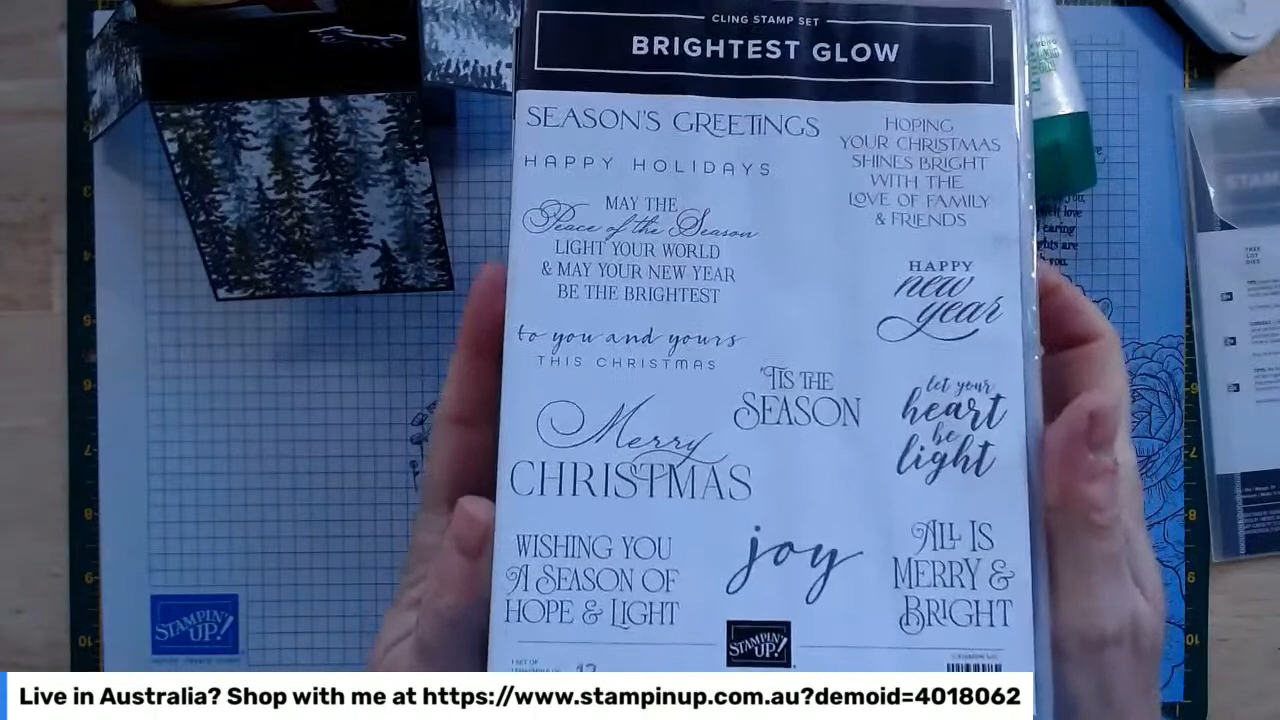 CLING STAMP SET
BRIGHTEST GLOW
SEASON'S GREETINGS
HAPPY HOLIDAYS
HOPING
YOUR CHRISTMAS
SHINES BRIGHT
WITH THE
LOVE OF FAMILY
& FRIENDS
MAY THE
Peace of the Season
LIGHT YOUR WORLD
& MAY YOUR NEW YEAR
BE THE BRIGHTEST
HAPPY
new
year
to you and yours
THIS CHRISTMAS
'TIS THE
SEASON
let your
heart
be
light
Merry
CHRISTMAS
WISHING YOU
A SEASON OF
HOPE & LIGHT
joy
ALL IS
MERRY &
BRIGHT
STAMPIN' UP!
STAMPIN' UP!
Live in Australia? Shop with me at https://www.stampinup.com.au?demoid=4018062